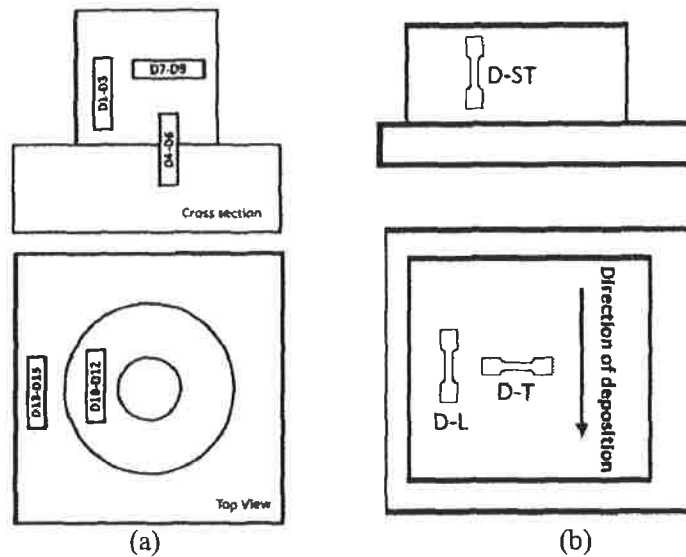 D1-D3
D7-D9
D4-D6
Cross section
D13-D15
D10-D12
Top View
(a)
D-ST
Direction of deposition
D-L
D-T
(b)